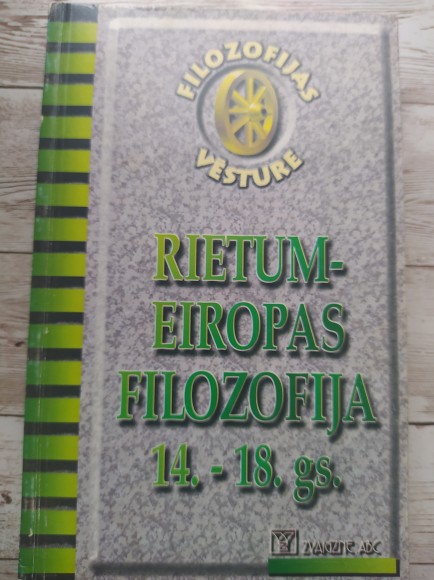 FILOZOFIJAS
VĒSTURE
RIETUM-
EIROPAS
FILOZOFIJA
14. - 18. gs.
ZVAIGZNE ABC